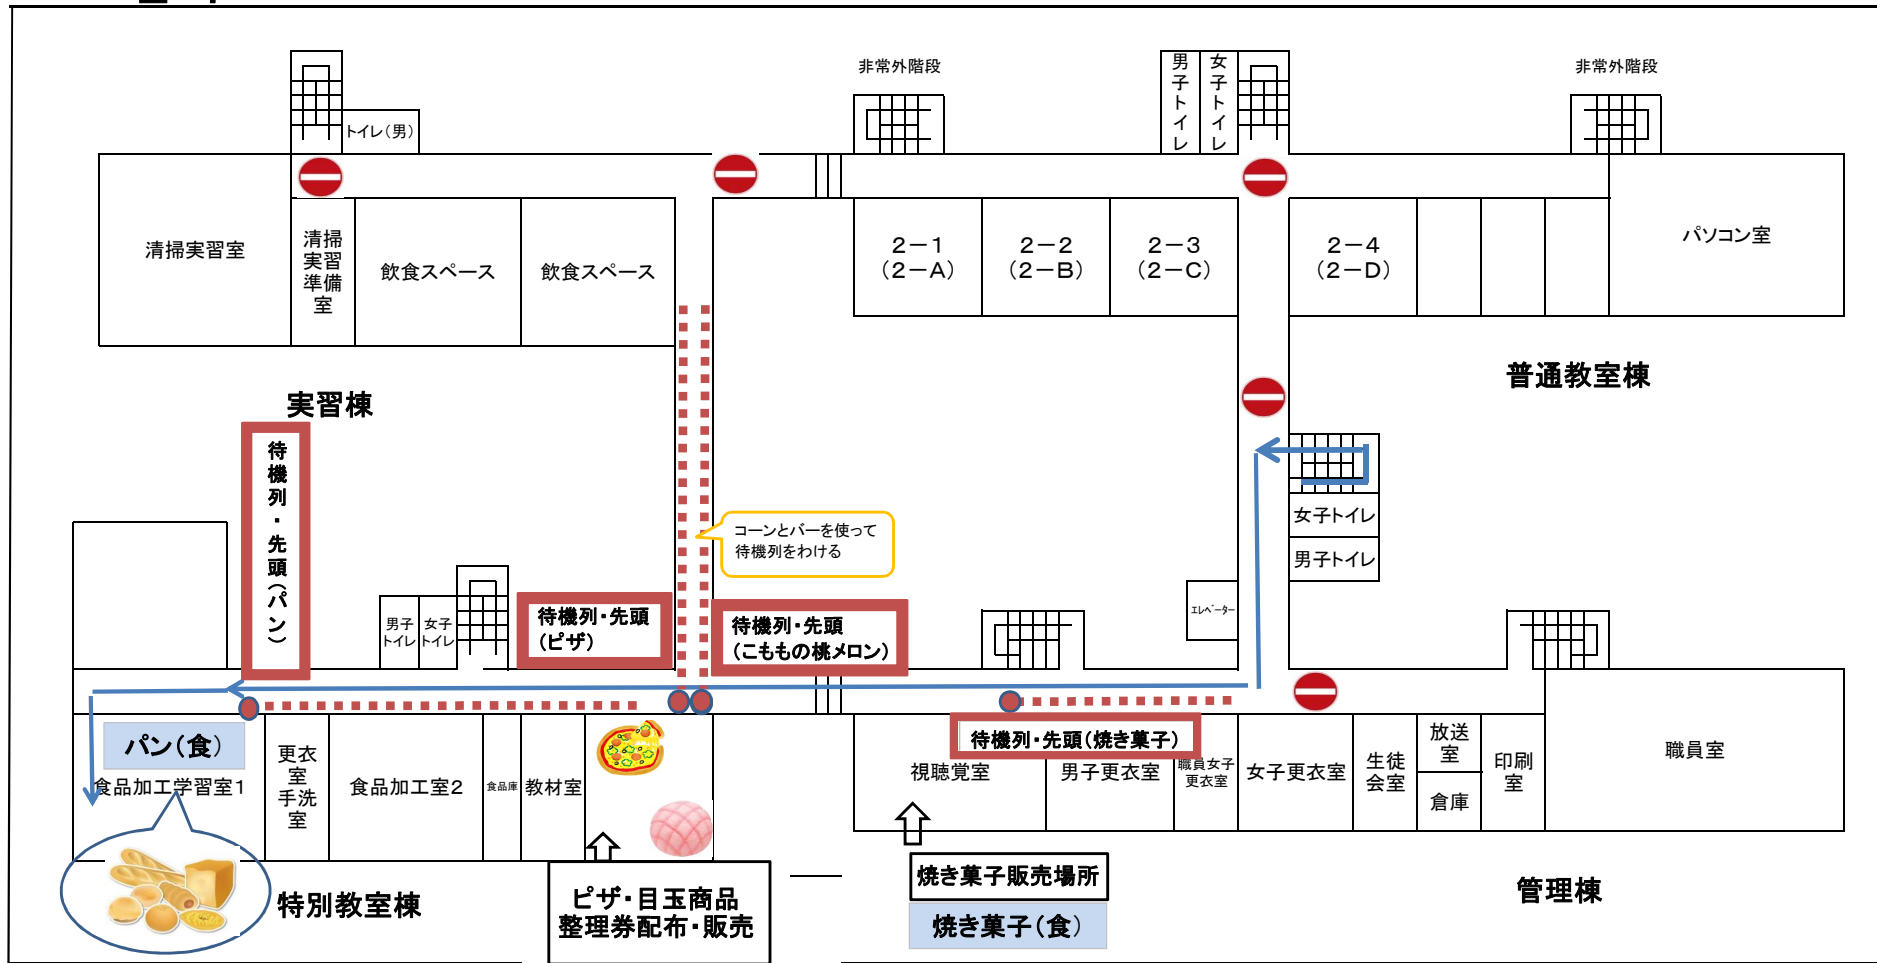 非常外階段
男子トイレ
女子トイレ
非常外階段
トイレ(男)
清掃実習室
清掃
実習
準備
室
飲食スペース
飲食スペース
2-1
(2-A)
2-2
(2-B)
2-3
(2-C)
2-4
(2-D)
パソコン室
実習棟
普通教室棟
待機列・先頭(パン)
コーンとバーを使って
待機列をわける
女子トイレ
男子トイレ
エレベーター
男子
トイレ
女子
トイレ
待機列・先頭
(ピザ)
待機列・先頭
(こももの桃メロン)
パン(食)
食品加工学習室1
更衣
室
手洗
室
食品加工室2
食品庫
教材室
待機列・先頭(焼き菓子)
視聴覚室
男子更衣室
職員女子
更衣室
女子更衣室
生徒
会室
放送
室
倉庫
印刷
室
職員室
特別教室棟
ピザ・目玉商品
整理券配布・販売
焼き菓子販売場所
焼き菓子(食)
管理棟